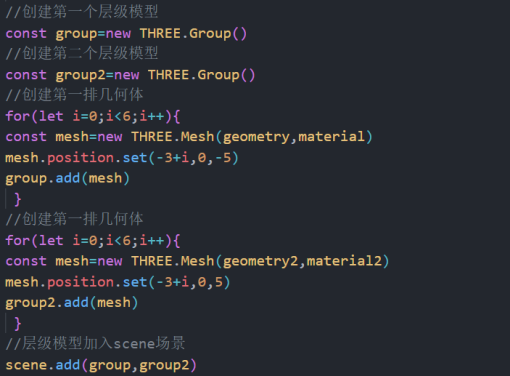 //创建第一个层级模型
const group=new THREE.Group()
//创建第二个层级模型
const group2=new THREE.Group()
//创建第一排几何体
for(let i=0;i<6;i++){
const mesh=new THREE.Mesh(geometry,material)
mesh.position.set(-3+i,0,-5)
group.add(mesh)
}
//创建第一排几何体
for(let i=0;i<6;i++){
const mesh=new THREE.Mesh(geometry2,material2)
mesh.position.set(-3+i,0,5)
group2.add(mesh)
}
//层级模型加入scene场景
scene.add(group,group2)